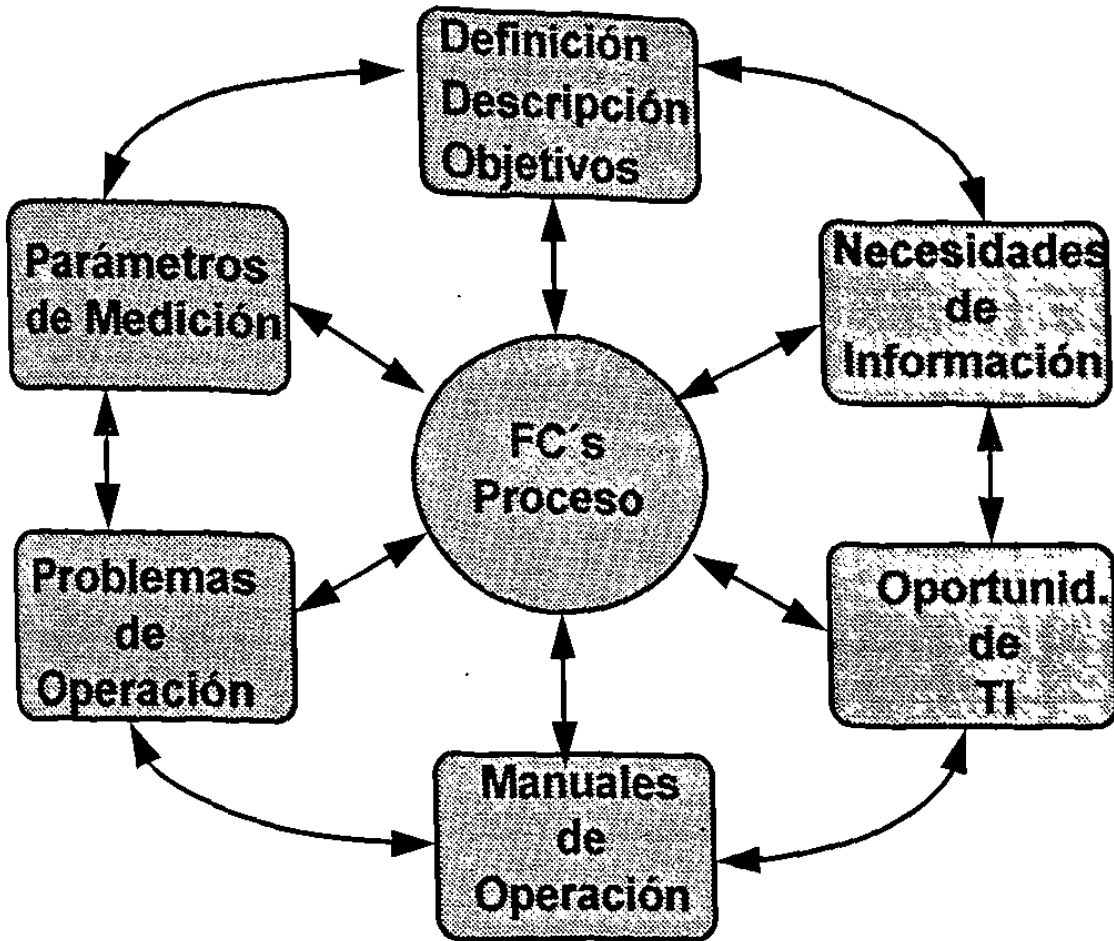 Definición
Descripción
Objetivos
Parámetros
de Medición
Necesidades
de
Información
FC´s
Proceso
Problemas
de
Operación
Oportunid.
de
TI
Manuales
de
Operación